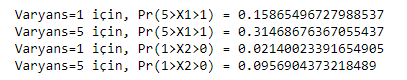 Varyans=1 için, Pr(5>X1>1) = 0.15865496727988537
Varyans=5 için, Pr(5>X1>1) = 0.31468676367055437
Varyans=1 için, Pr(1>X2>0) = 0.02140023391654905
Varyans=5 için, Pr(1>X2>0) = 0.0956904373218489